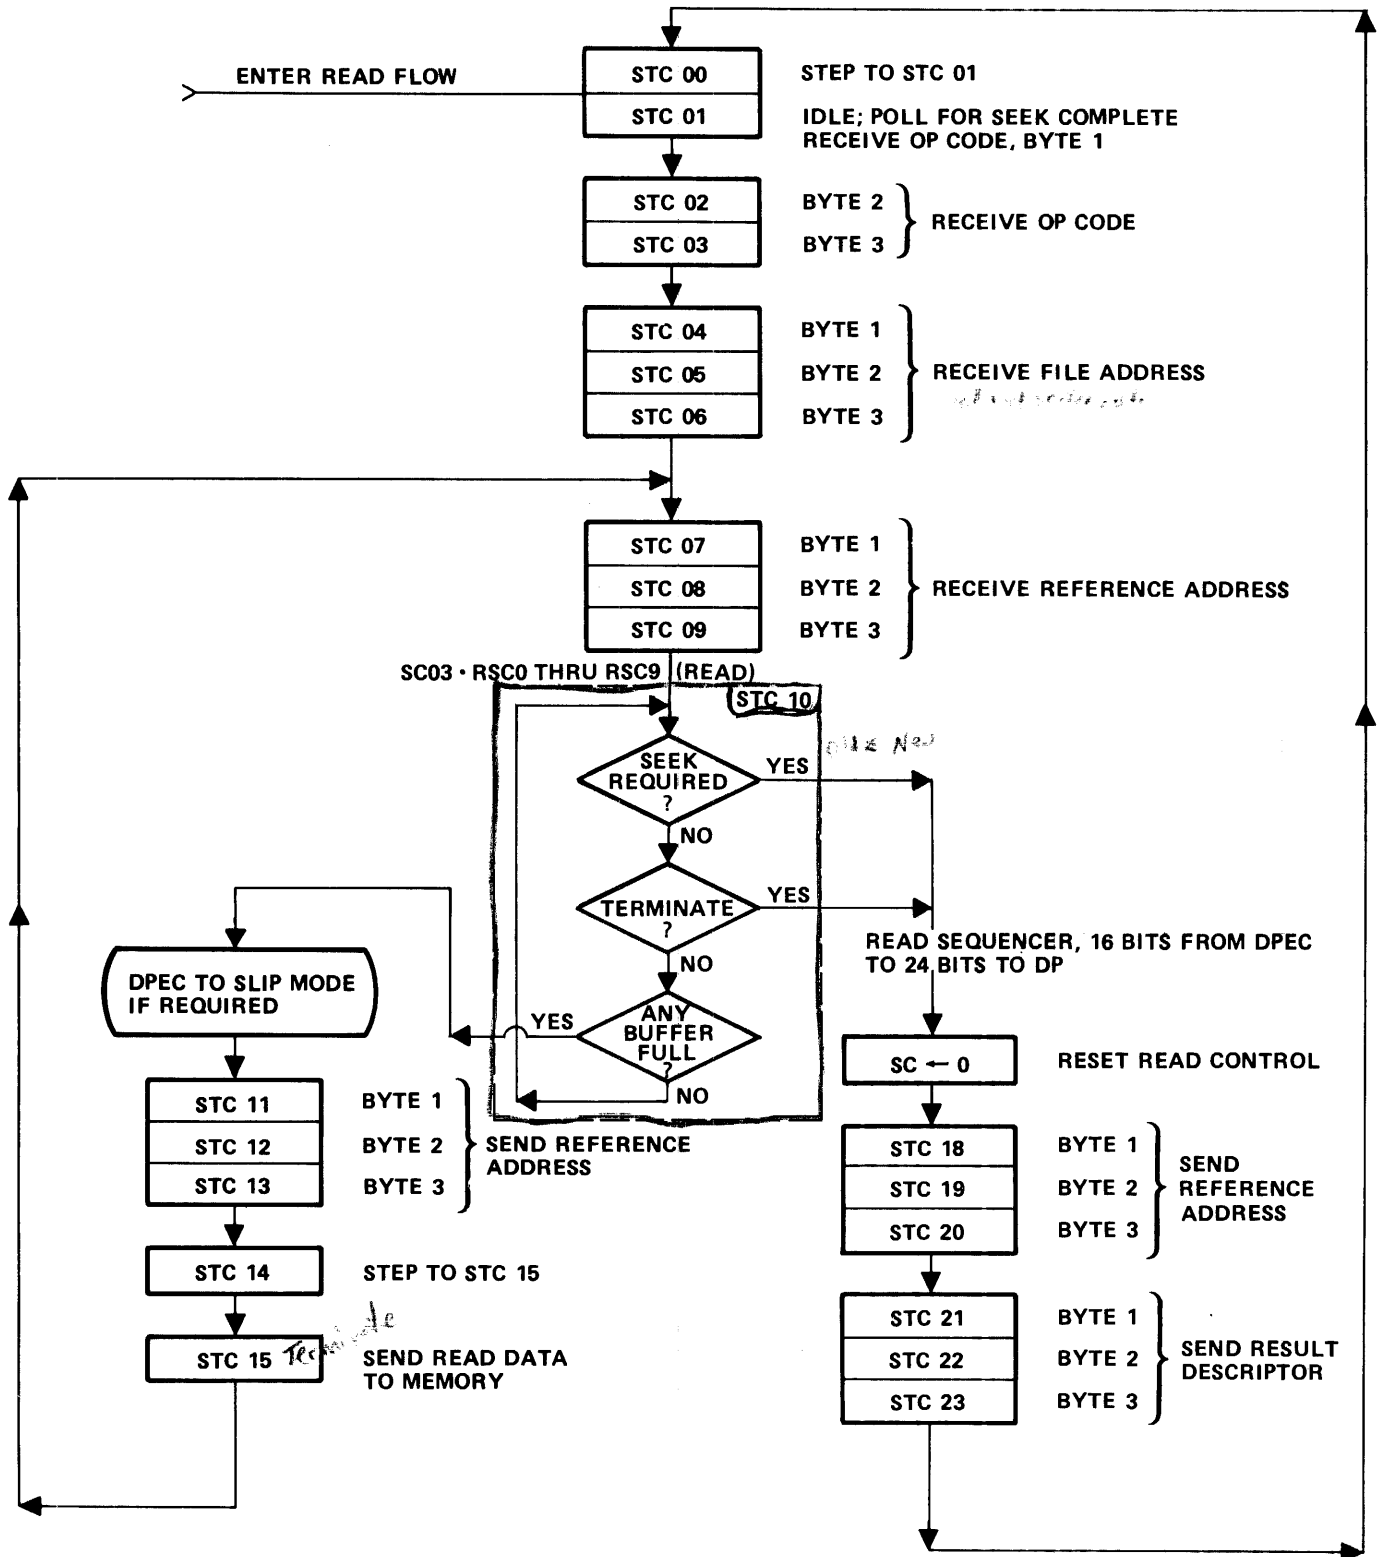 ENTER READ FLOW
STC 00
STEP TO STC 01
STC 01
IDLE; POLL FOR SEEK COMPLETE
RECEIVE OP CODE, BYTE 1
STC 02
BYTE 2
STC 03
BYTE 3
RECEIVE OP CODE
STC 04
BYTE 1
STC 05
BYTE 2
STC 06
BYTE 3
RECEIVE FILE ADDRESS
STC 07
BYTE 1
STC 08
BYTE 2
STC 09
BYTE 3
RECEIVE REFERENCE ADDRESS
SC03 · RSC0 THRU RSC9 (READ)
STC 10
SEEK
REQUIRED
?
YES
NO
TERMINATE
?
YES
NO
ANY
BUFFER
FULL
?
YES
NO
READ SEQUENCER, 16 BITS FROM DPEC
TO 24 BITS TO DP
DPEC TO SLIP MODE
IF REQUIRED
STC 11
BYTE 1
STC 12
BYTE 2
STC 13
BYTE 3
SEND REFERENCE
ADDRESS
STC 14
STEP TO STC 15
STC 15
Terminate
SEND READ DATA
TO MEMORY
SC ← 0
RESET READ CONTROL
STC 18
BYTE 1
STC 19
BYTE 2
STC 20
BYTE 3
SEND
REFERENCE
ADDRESS
STC 21
BYTE 1
STC 22
BYTE 2
STC 23
BYTE 3
SEND RESULT
DESCRIPTOR